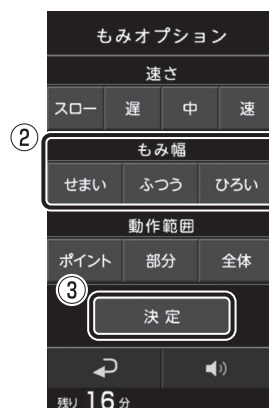 もみオプション
速さ
スロー 遅 中 速
②
もみ幅
せまい ふつう ひろい
動作範囲
ポイント 部分 全体
③
決定
残り 16 分